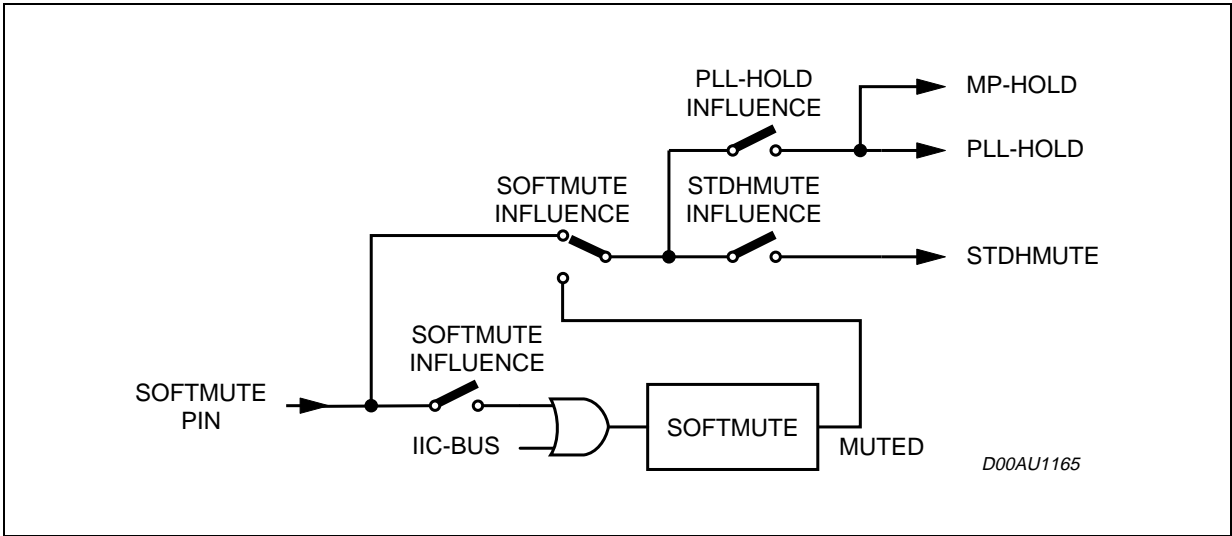 PLL-HOLD
INFLUENCE
MP-HOLD
PLL-HOLD
SOFTMUTE
INFLUENCE
STDHMUTE
INFLUENCE
STDHMUTE
SOFTMUTE
INFLUENCE
SOFTMUTE
PIN
IIC-BUS
SOFTMUTE
MUTED
D00AU1165